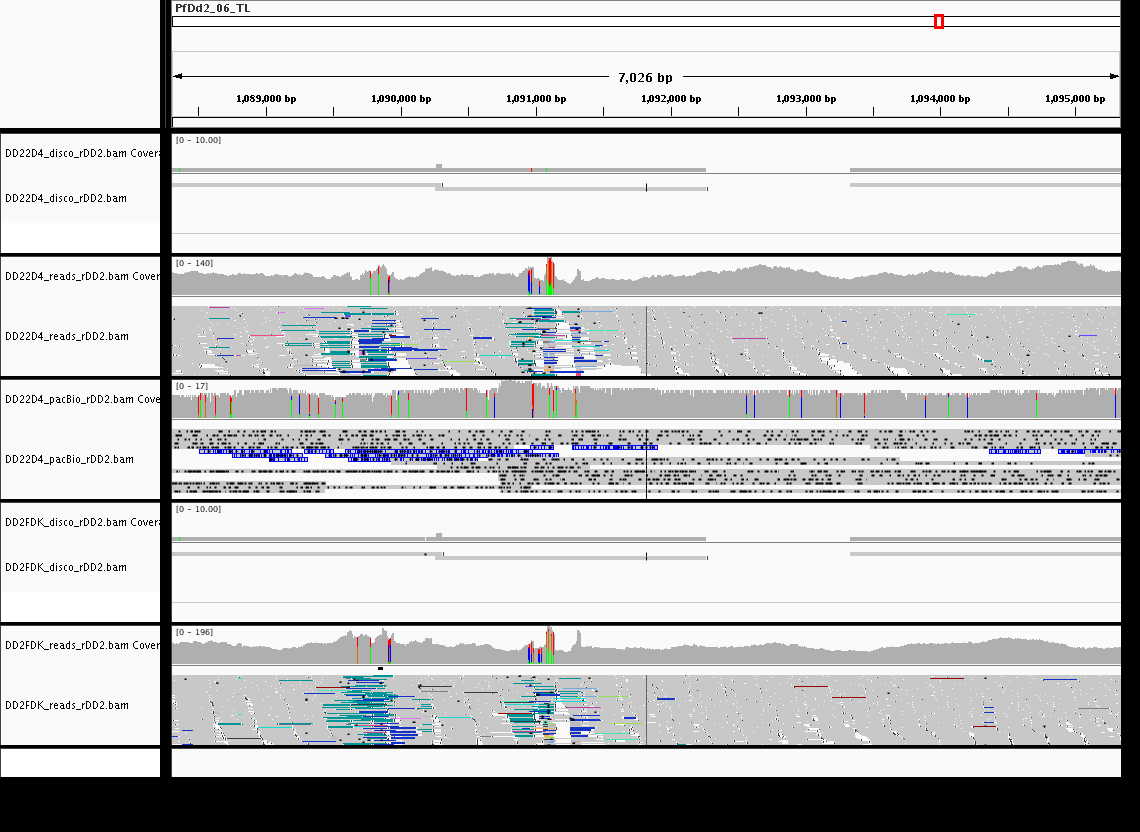 PfDd2_06_TL
7,026 bp
1,089,000 bp 1,090,000 bp 1,091,000 bp 1,092,000 bp 1,093,000 bp 1,094,000 bp 1,095,000 bp
[0 - 10.00]
DD22D4_disco_rDD2.bam Covera
DD22D4_disco_rDD2.bam
[0 - 140]
DD22D4_reads_rDD2.bam Cover
DD22D4_reads_rDD2.bam
[0 - 17]
DD22D4_pacBio_rDD2.bam Cove
DD22D4_pacBio_rDD2.bam
[0 - 10.00]
DD2FDK_disco_rDD2.bam Covera
DD2FDK_disco_rDD2.bam
[0 - 196]
DD2FDK_reads_rDD2.bam Cover
DD2FDK_reads_rDD2.bam